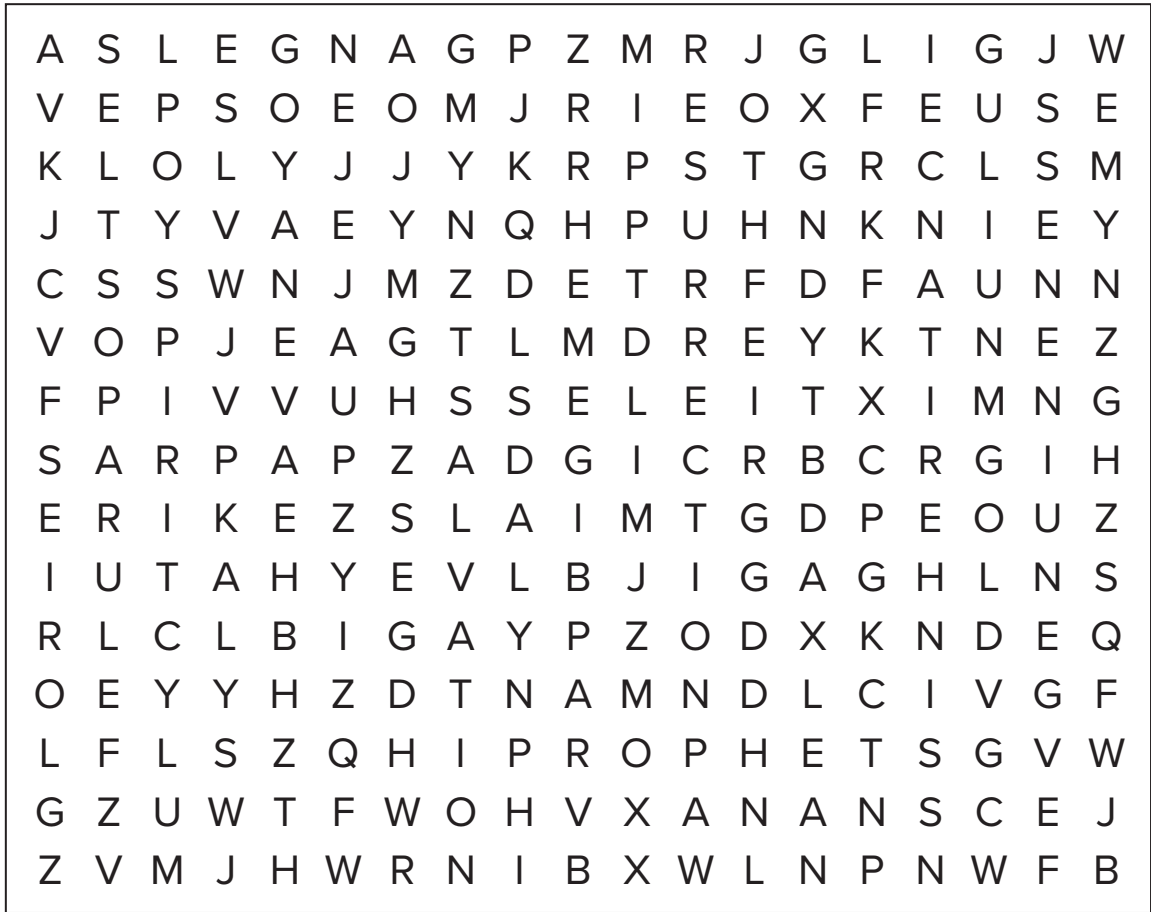 A S L E G N A G P Z M R J G L I G J W
V E P S O E O M J R I E O X F E U S E
K L O L Y J J Y K R P S T G R C L S M
J T Y V A E Y N Q H P U H N K N I E Y
C S S W N J M Z D E T R F D F A U N N
V O P J E A G T L M D R E Y K T N E Z
F P I V V U H S S E L E I T X I M N G
S A R P A P Z A D G I C R B C R G I H
E R I K E Z S L A I M T G D P E O U Z
I U T A H Y E V L B J I G A G H L N S
R L C L B I G A Y P Z O D X K N D E Q
O E Y Y H Z D T N A M N D L C I V G F
L F L S Z Q H I P R O P H E T S G V W
G Z U W T F W O H V X A N A N S C E J
Z V M J H W R N I B X W L N P N W F B